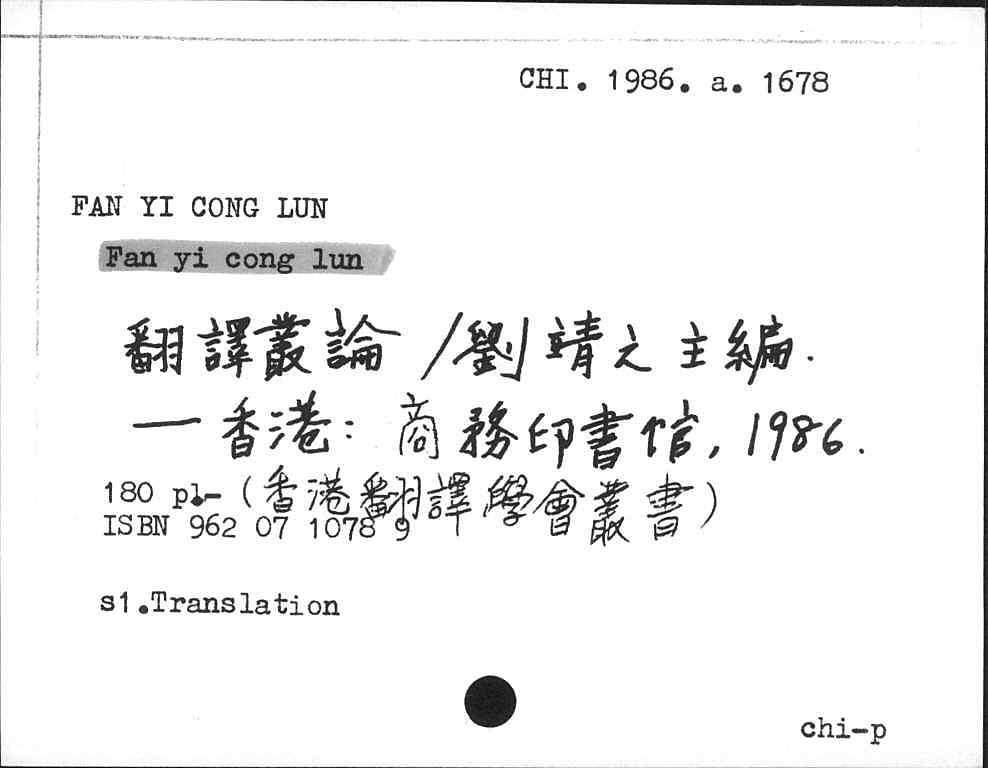 CHI. 1986. a. 1678
FAN YI CONG LUN
Fan yi cong lun
翻譯叢論 / 劉靖之主編.
— 香港: 商務印書館, 1986.
180 p.- (香港翻譯學會叢書)
ISBN 962 07 1078 9
s1.Translation
chi-p